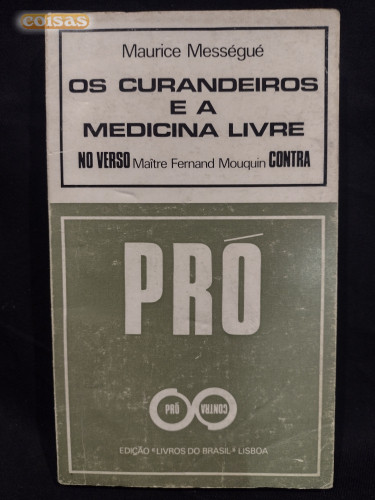 coisas
Maurice Mességué
OS CURANDEIROS
E A
MEDICINA LIVRE
NO VERSO Maître Fernand Mouquin CONTRA
PRÓ
PRÓ CONTRA
EDIÇÃO "LIVROS DO BRASIL" LISBOA